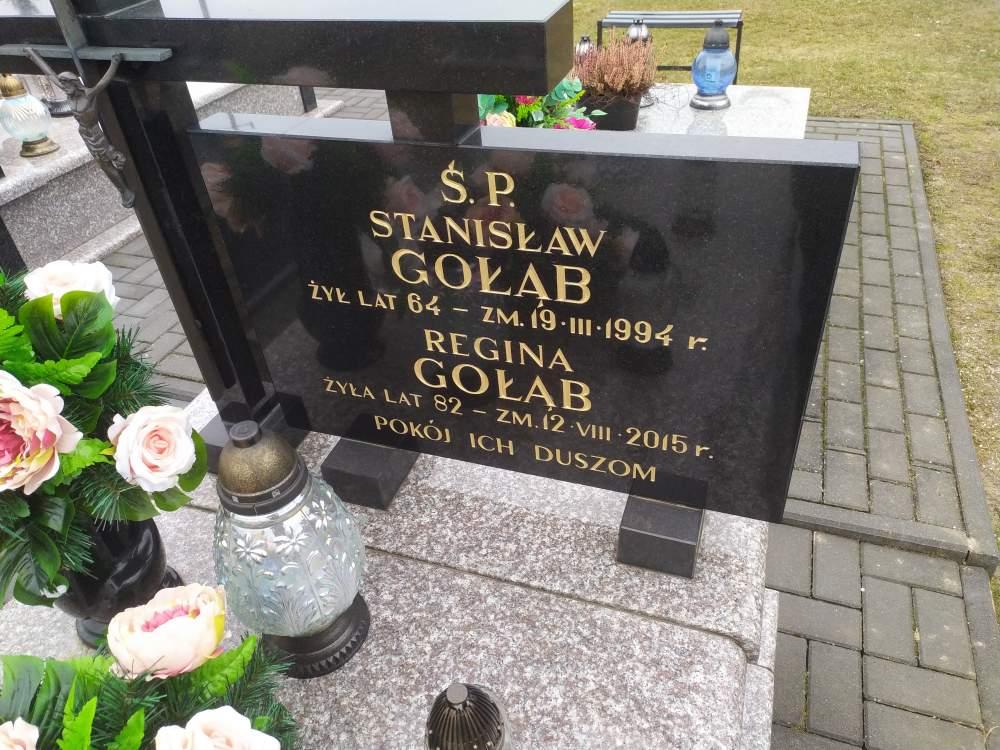 Ś. P.
STANISŁAW
GOŁĄB
ŻYŁ LAT 64 – ZM. 19·III·1994 r.
REGINA
GOŁĄB
ŻYŁA LAT 82 – ZM. 12·VIII·2015 r.
POKÓJ ICH DUSZOM